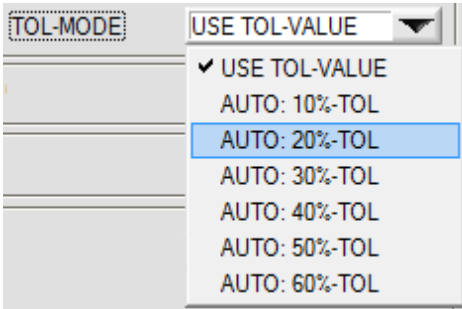 TOL-MODE USE TOL-VALUE
USE TOL-VALUE
AUTO: 10%-TOL
AUTO: 20%-TOL
AUTO: 30%-TOL
AUTO: 40%-TOL
AUTO: 50%-TOL
AUTO: 60%-TOL